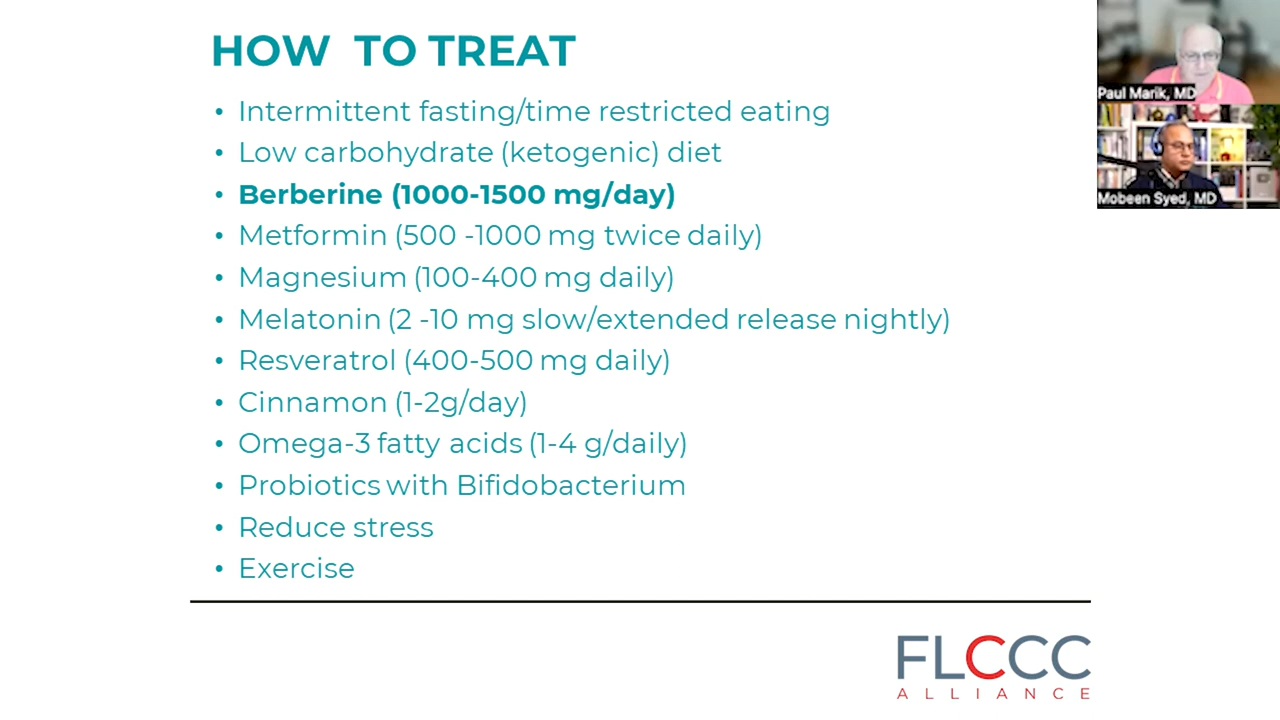 HOW TO TREAT
• Intermittent fasting/time restricted eating
• Low carbohydrate (ketogenic) diet
• Berberine (1000-1500 mg/day)
• Metformin (500 -1000 mg twice daily)
• Magnesium (100-400 mg daily)
• Melatonin (2 -10 mg slow/extended release nightly)
• Resveratrol (400-500 mg daily)
• Cinnamon (1-2g/day)
• Omega-3 fatty acids (1-4 g/daily)
• Probiotics with Bifidobacterium
• Reduce stress
• Exercise
Paul Marik, MD
Mobeen Syed, MD
FLCCC
ALLIANCE